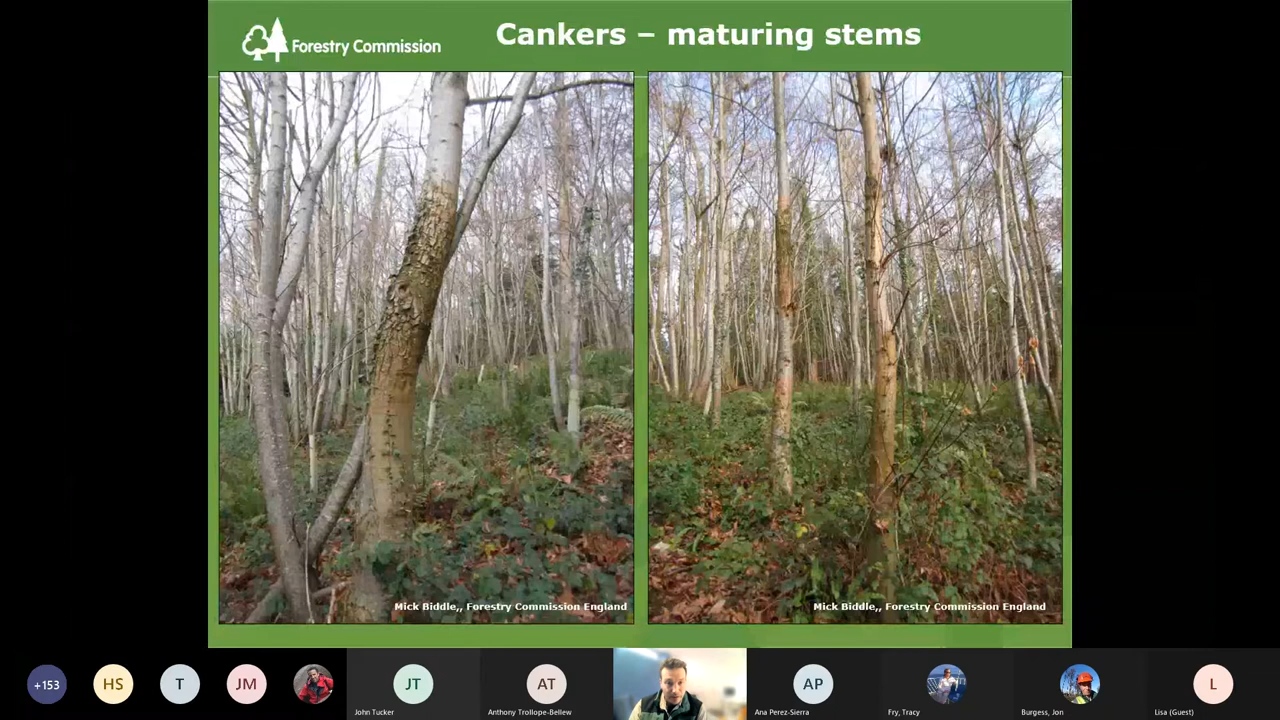 Forestry Commission
Cankers – maturing stems
Mick Biddle,, Forestry Commission England
Mick Biddle,, Forestry Commission England
+153
HS
T
JM
JT
John Tucker
AT
Anthony Trollope-Bellew
AP
Ana Perez-Sierra
Fry, Tracy
Burgess, Jon
L
Lisa (Guest)